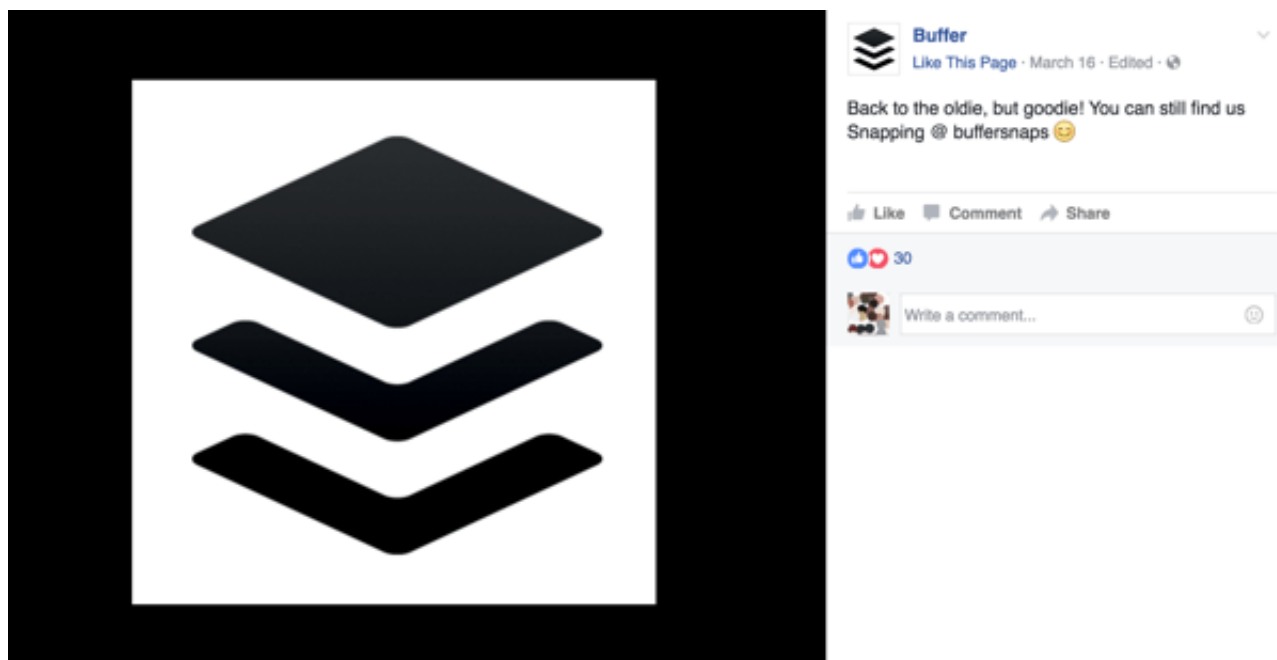 Buffer
Like This Page · March 16 · Edited ·
Back to the oldie, but goodie! You can still find us
Snapping @ buffersnaps 😊
Like Comment Share
30
Write a comment...